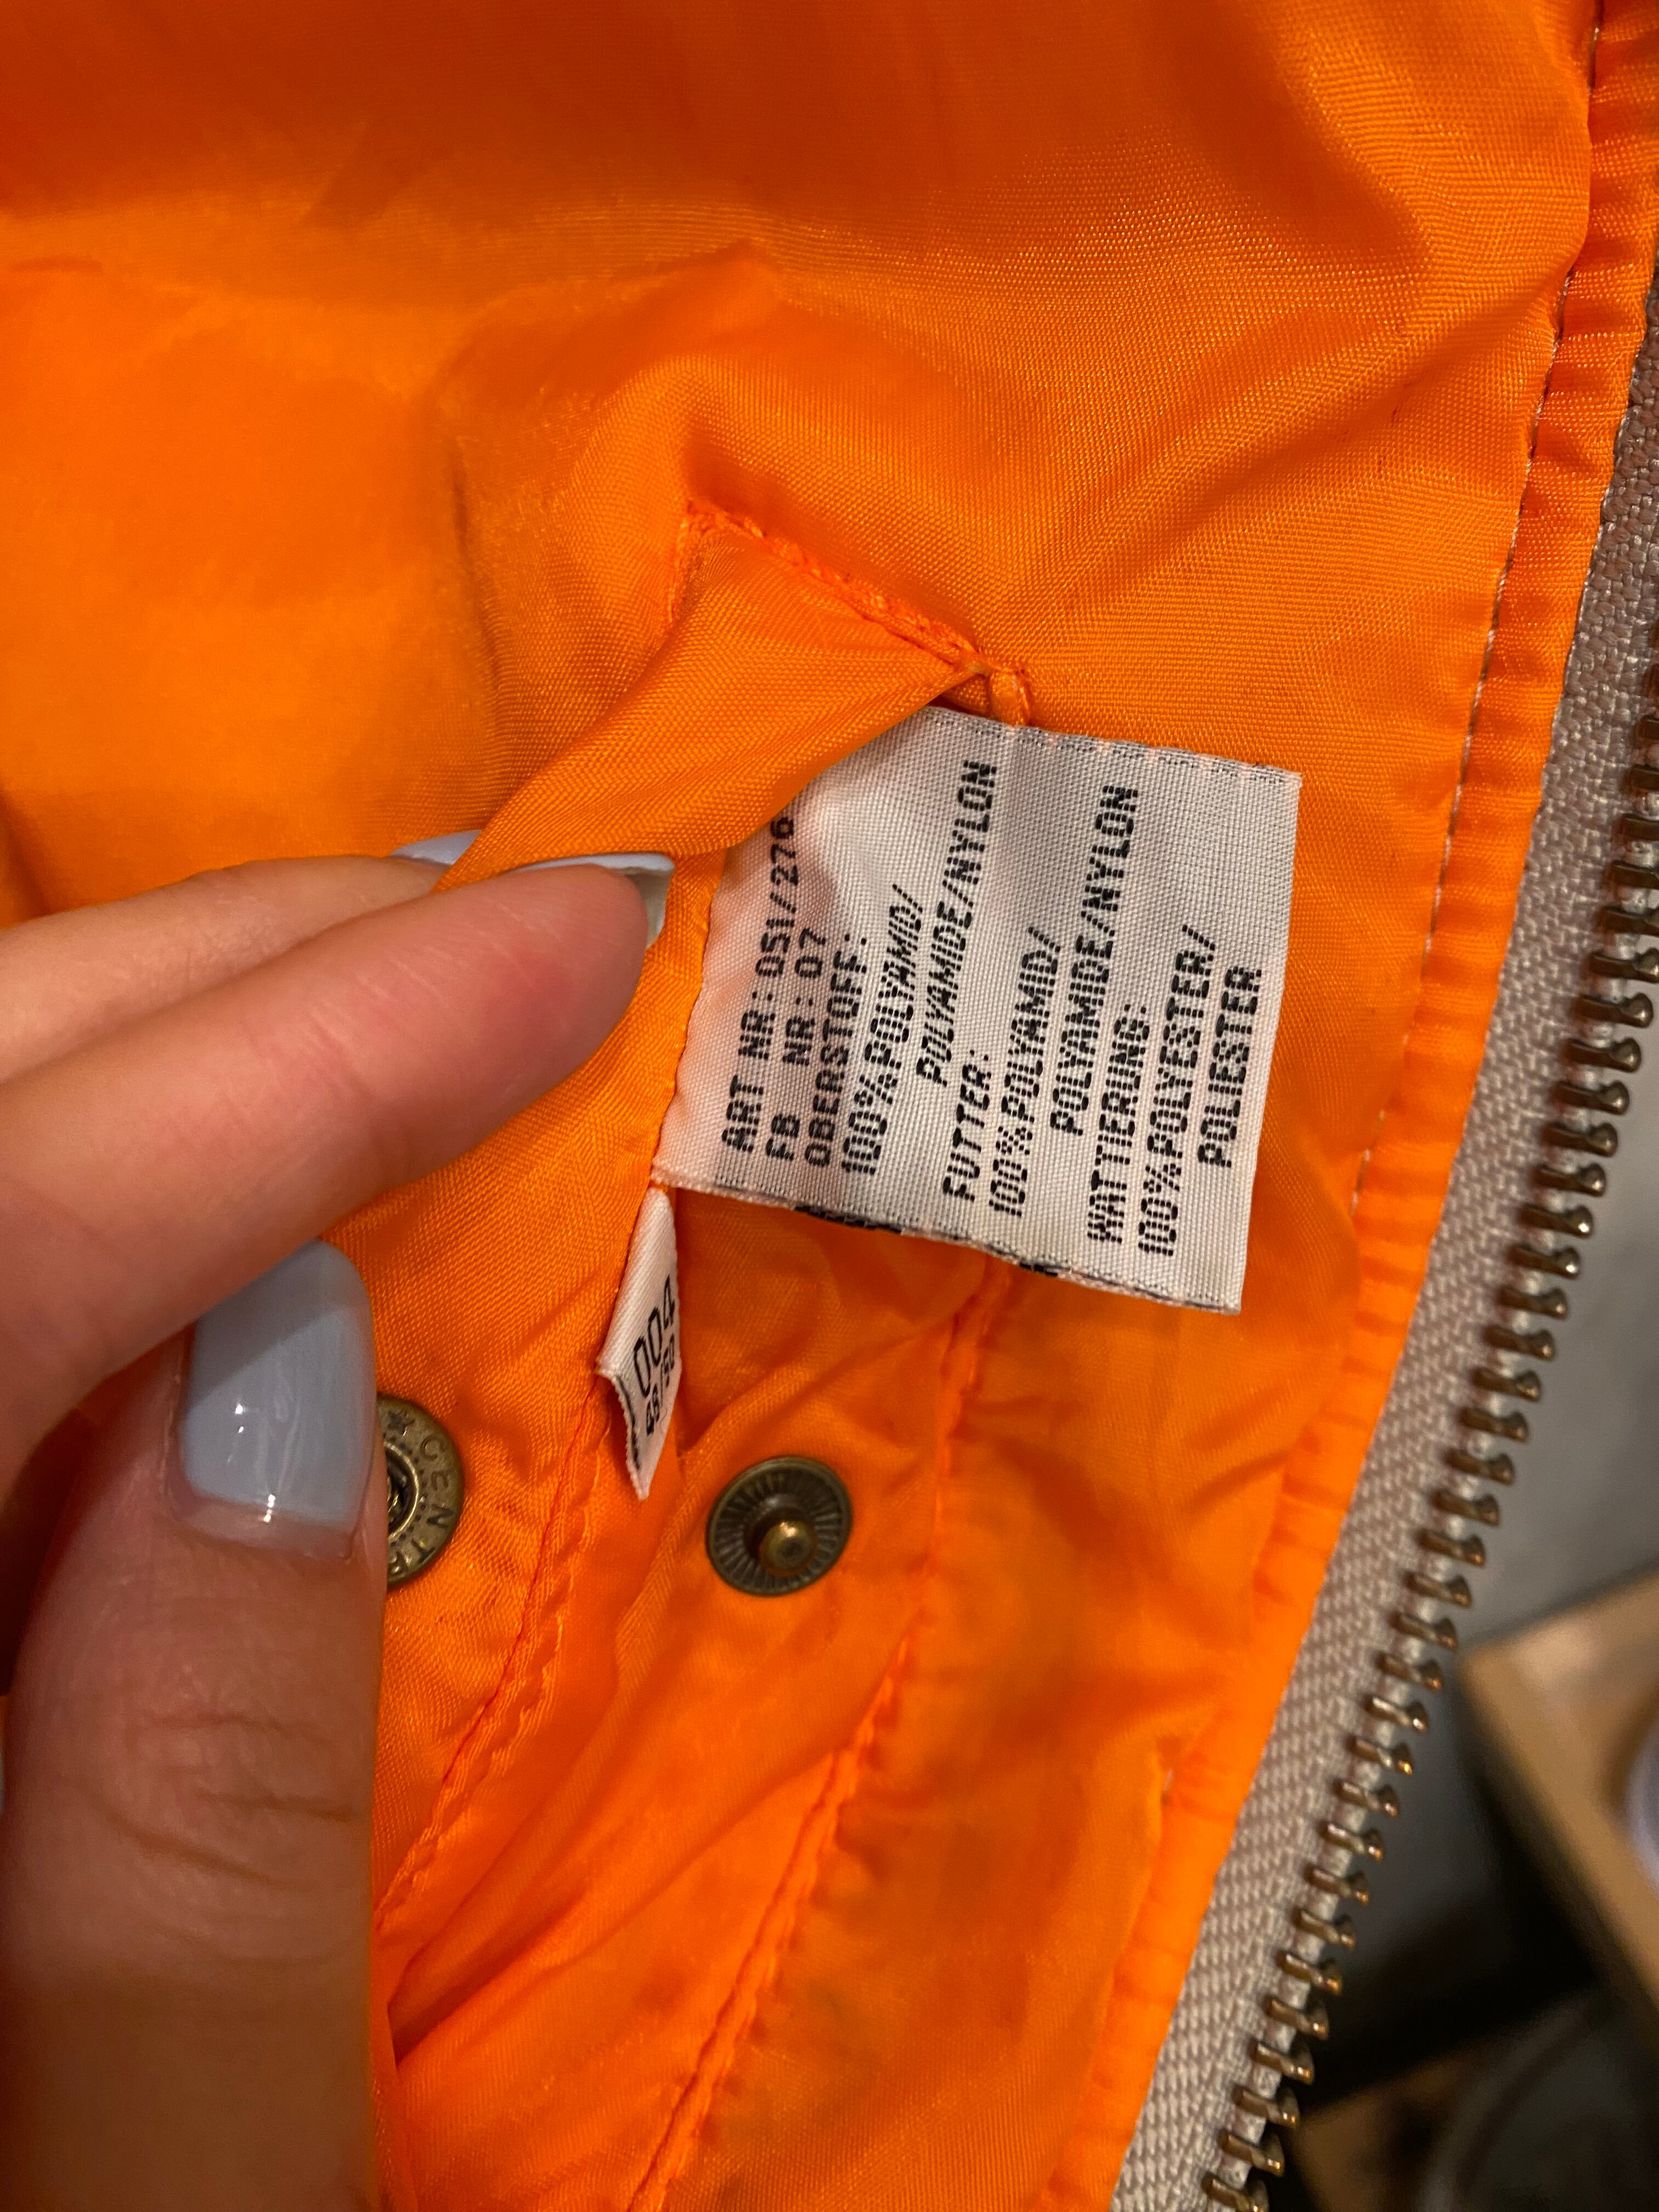 ART NR: 051/276
FB NR: 07
OBERSTOFF:
100%POLYAMID/
POLYAMIDE/NYLON
FUTTER:
100%POLYAMID/
POLYAMIDE/NYLON
WATTIERUNG:
100%POLYESTER/
POLIESTER